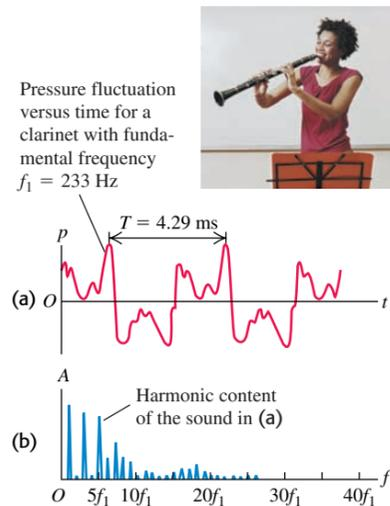 Pressure fluctuation
versus time for a
clarinet with funda-
mental frequency
f₁ = 233 Hz
T = 4.29 ms
p
(a) O t
A
Harmonic content
of the sound in (a)
(b)
f
O 5f₁ 10f₁ 20f₁ 30f₁ 40f₁